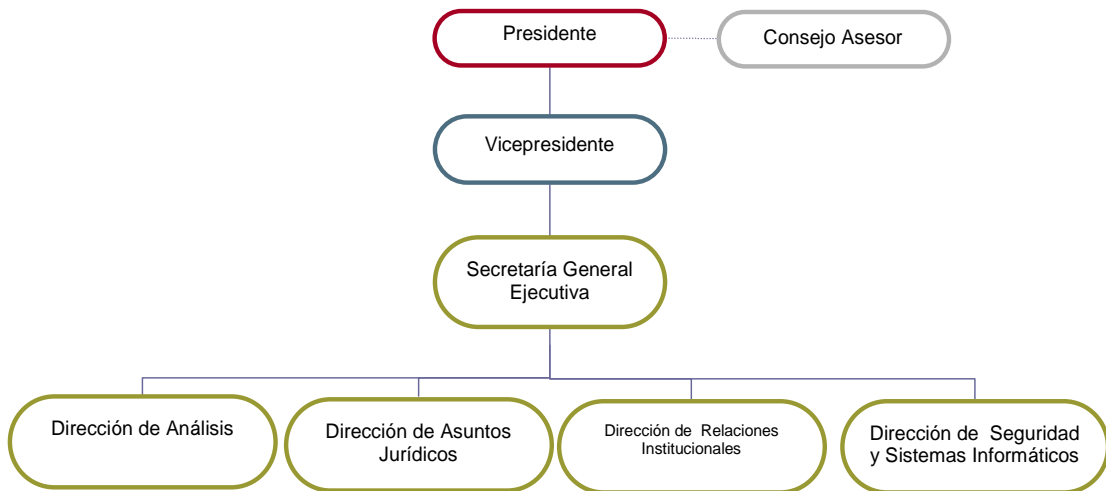 Presidente
Consejo Asesor
Vicepresidente
Secretaría General
Ejecutiva
Dirección de Análisis
Dirección de Asuntos
Jurídicos
Dirección de Relaciones
Institucionales
Dirección de Seguridad
y Sistemas Informáticos